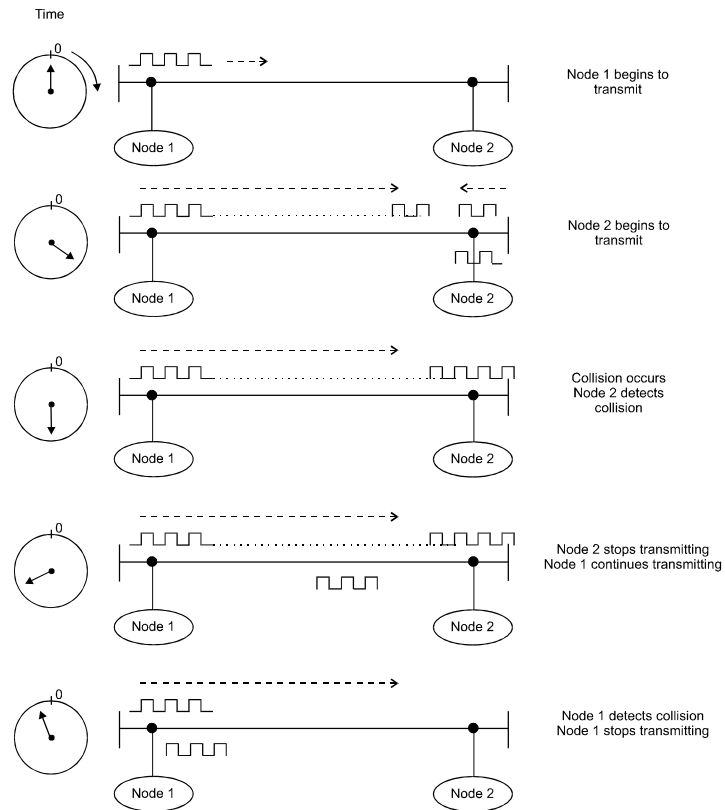 Time
0
Node 1 begins to
transmit
Node 1
Node 2
0
Node 2 begins to
transmit
Node 1
Node 2
0
Collision occurs
Node 2 detects
collision
Node 1
Node 2
0
Node 2 stops transmitting
Node 1 continues transmitting
Node 1
Node 2
0
Node 1 detects collision
Node 1 stops transmitting
Node 1
Node 2